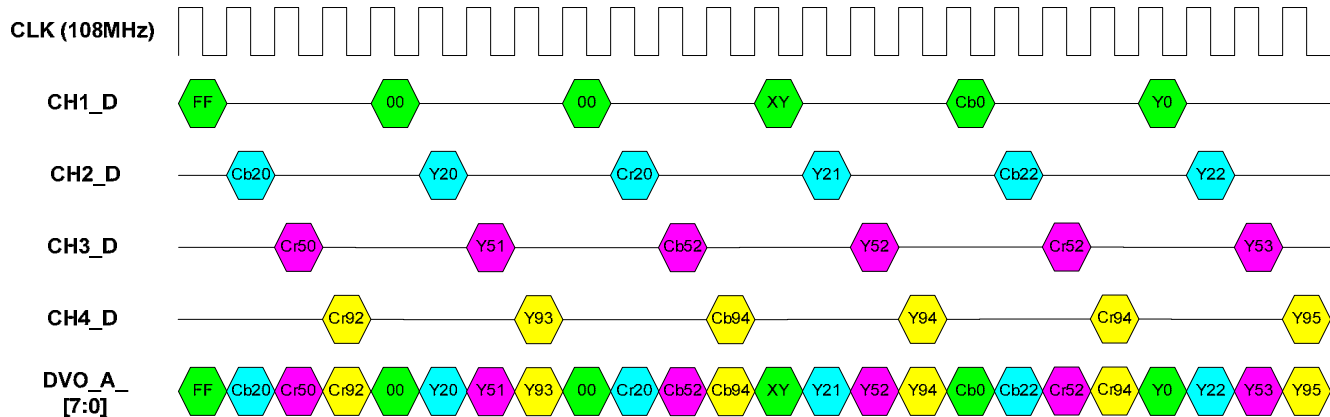 CLK (108MHz)
CH1_D FF 00 00 XY Cb0 Y0
CH2_D Cb20 Y20 Cr20 Y21 Cb22 Y22
CH3_D Cr50 Y51 Cb52 Y52 Cr52 Y53
CH4_D Cr92 Y93 Cb94 Y94 Cr94 Y95
DVO_A_
[7:0] FF Cb20 Cr50 Cr92 00 Y20 Y51 Y93 00 Cr20 Cb52 Cb94 XY Y21 Y52 Y94 Cb0 Cb22 Cr52 Cr94 Y0 Y22 Y53 Y95